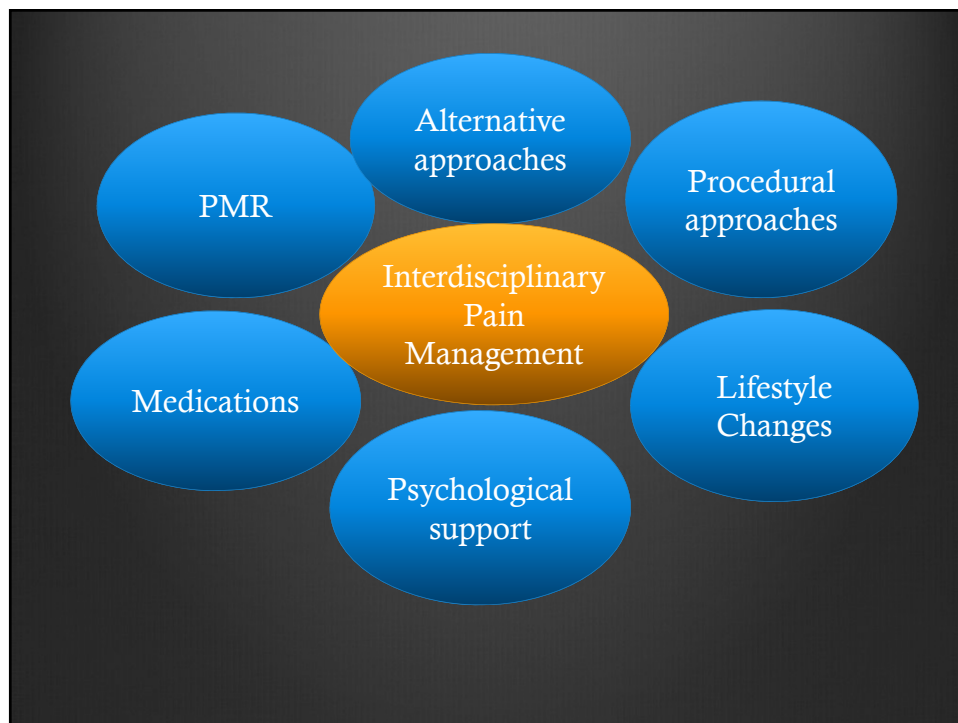 Alternative
approaches
PMR
Procedural
approaches
Interdisciplinary
Pain
Management
Medications
Lifestyle
Changes
Psychological
support